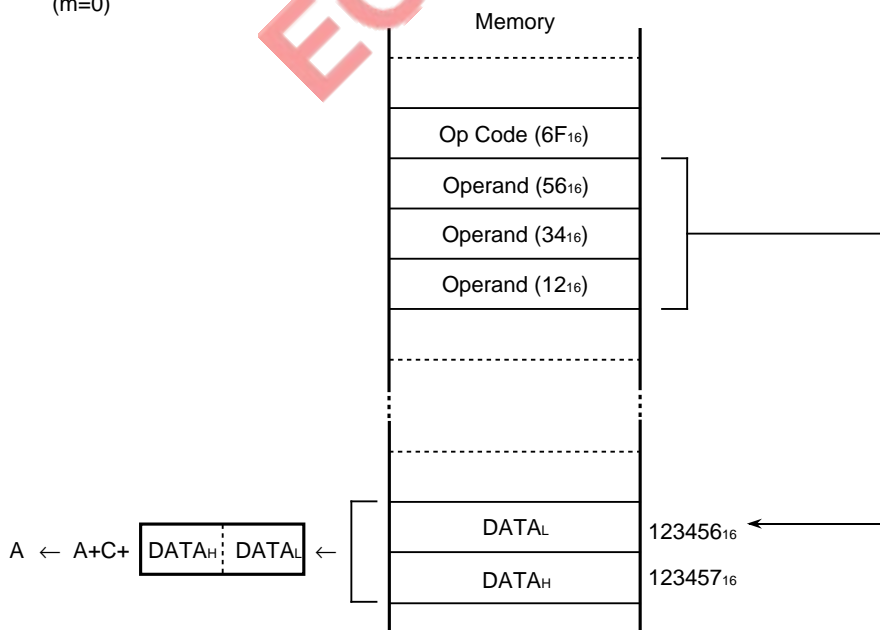 (m=0)
Memory
Op Code (6F16)
Operand (5616)
Operand (3416)
Operand (1216)
DATAL 12345616
A ← A+C+ DATAH DATAL ←
DATAH 12345716